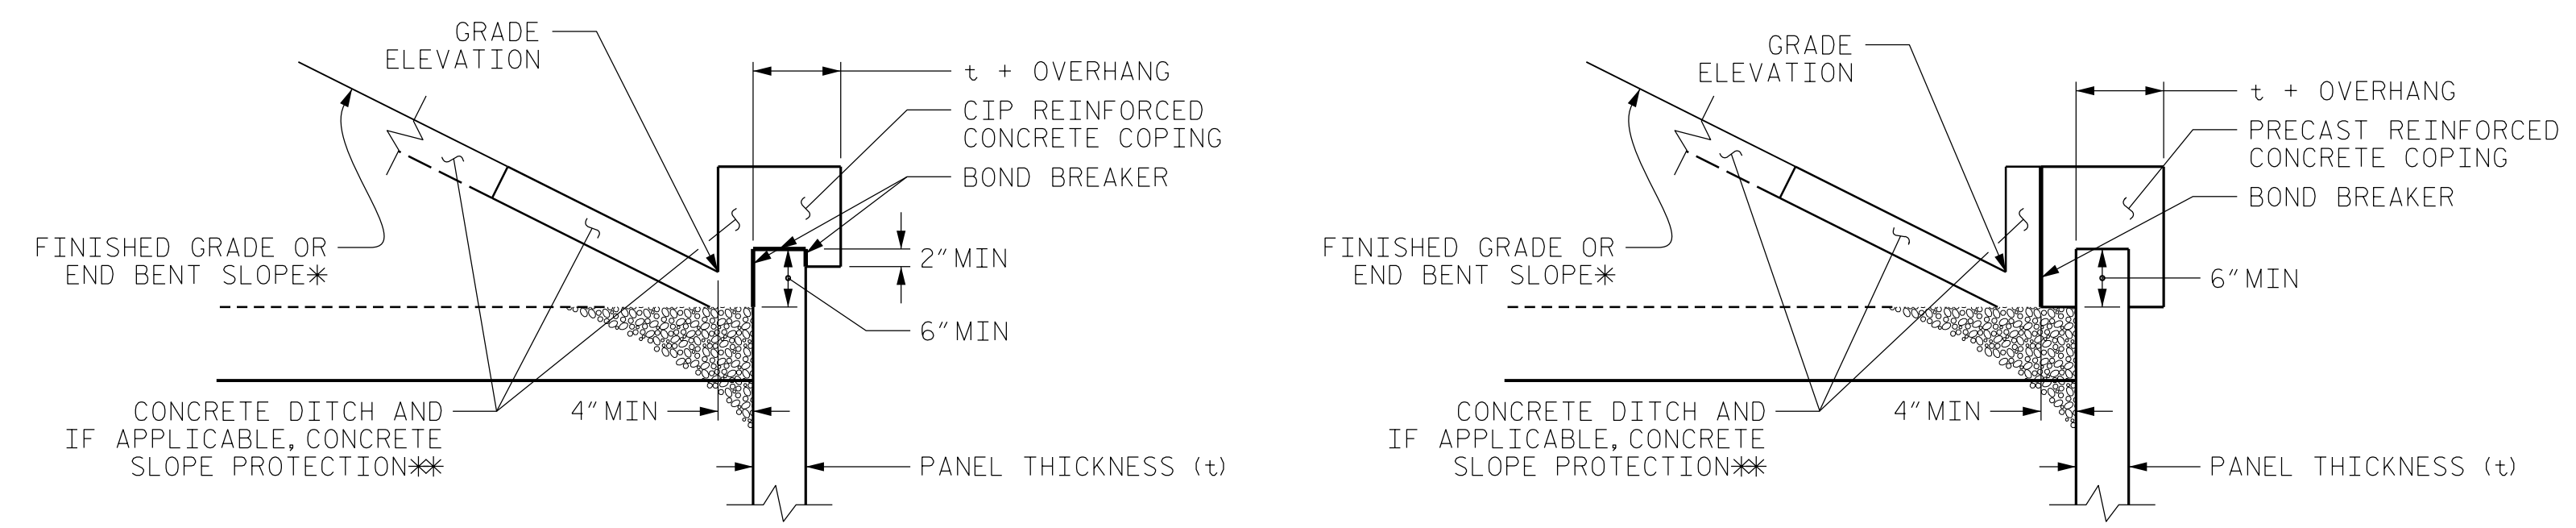 GRADE
ELEVATION
t + OVERHANG
CIP REINFORCED
CONCRETE COPING
BOND BREAKER
FINISHED GRADE OR
END BENT SLOPE*
2" MIN
6" MIN
CONCRETE DITCH AND
IF APPLICABLE, CONCRETE
SLOPE PROTECTION**
4" MIN
PANEL THICKNESS (t)
GRADE
ELEVATION
t + OVERHANG
PRECAST REINFORCED
CONCRETE COPING
BOND BREAKER
FINISHED GRADE OR
END BENT SLOPE*
6" MIN
CONCRETE DITCH AND
IF APPLICABLE, CONCRETE
SLOPE PROTECTION**
4" MIN
PANEL THICKNESS (t)